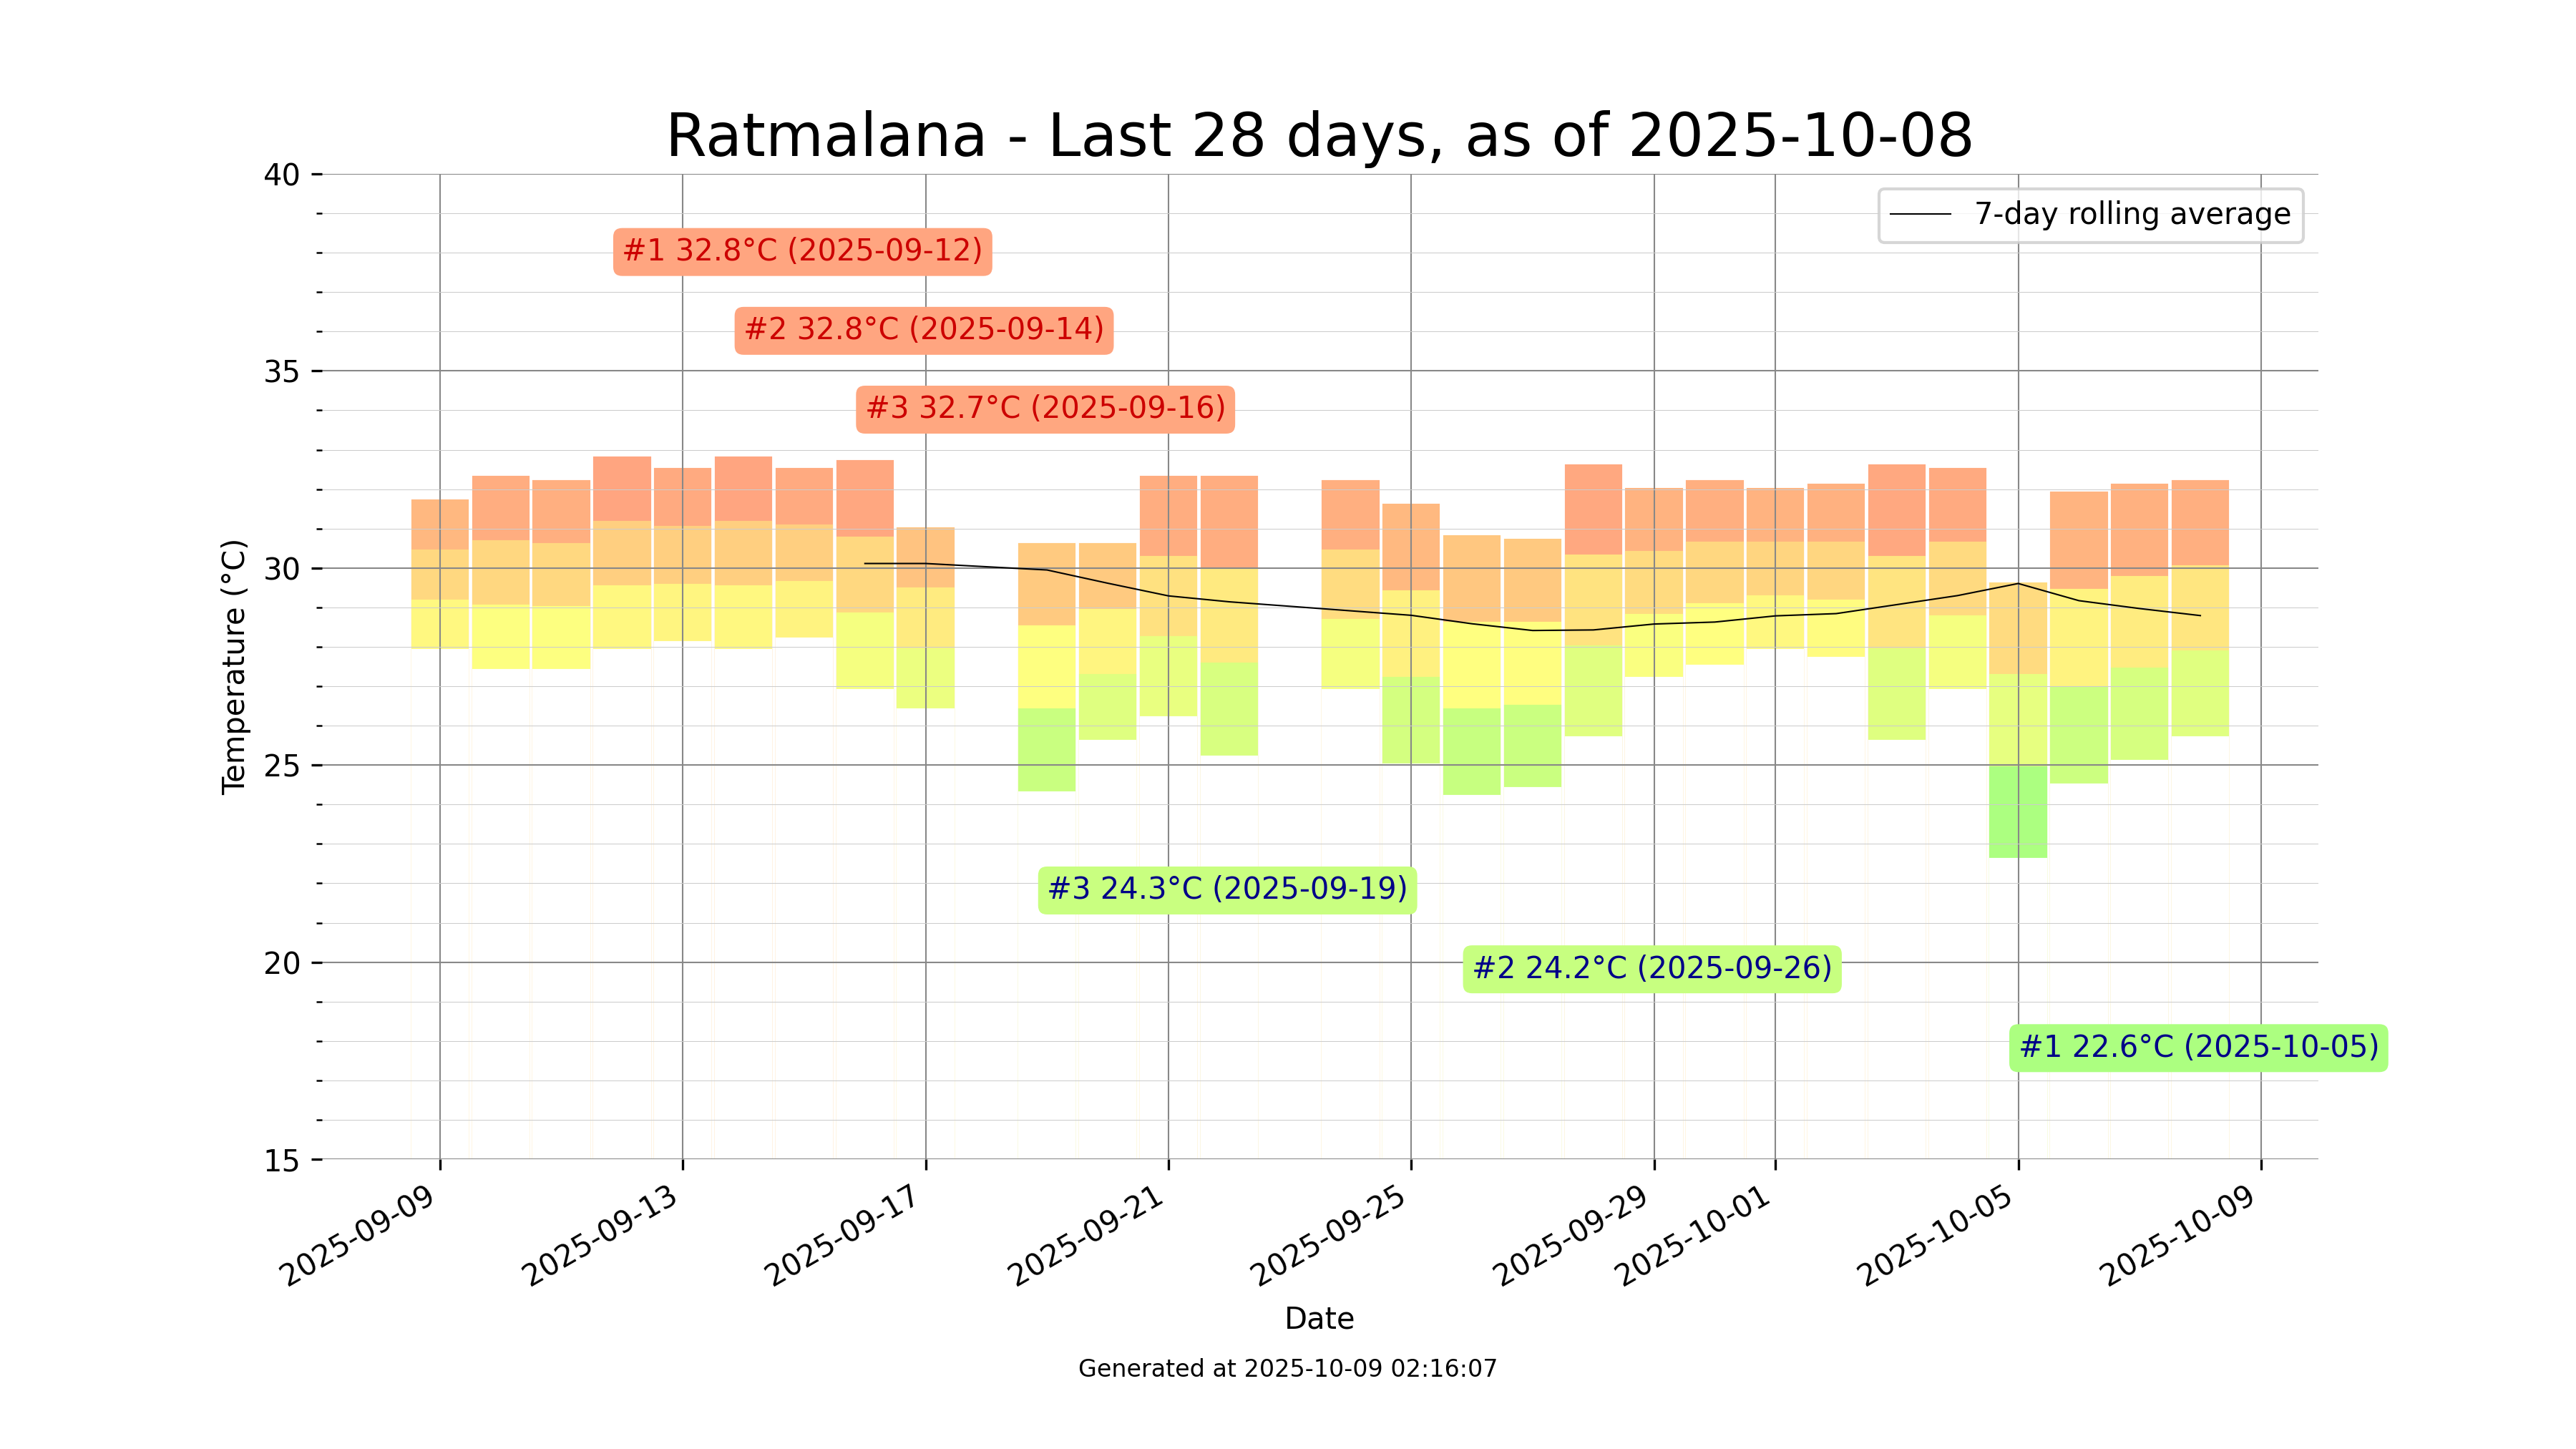 Ratmalana - Last 28 days, as of 2025-10-08
40
35
30
25
20
15
Temperature (°C)
7-day rolling average
#1 32.8°C (2025-09-12)
#2 32.8°C (2025-09-14)
#3 32.7°C (2025-09-16)
#3 24.3°C (2025-09-19)
#2 24.2°C (2025-09-26)
#1 22.6°C (2025-10-05)
2025-09-09
2025-09-13
2025-09-17
2025-09-21
2025-09-25
2025-09-29
2025-10-01
2025-10-05
2025-10-09
Date
Generated at 2025-10-09 02:16:07